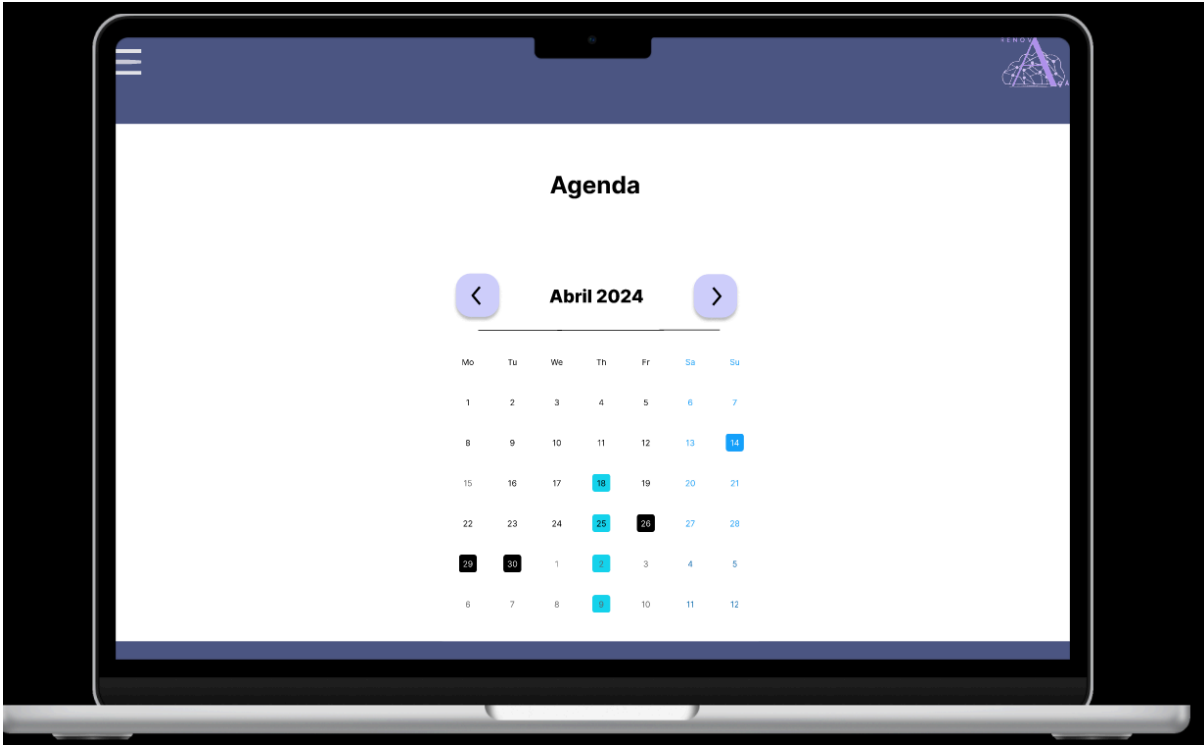 RENOV
A
Agenda
Abril 2024
Mo Tu We Th Fr Sa Su
1 2 3 4 5 6 7
8 9 10 11 12 13 14
15 16 17 18 19 20 21
22 23 24 25 26 27 28
29 30 1 2 3 4 5
6 7 8 9 10 11 12